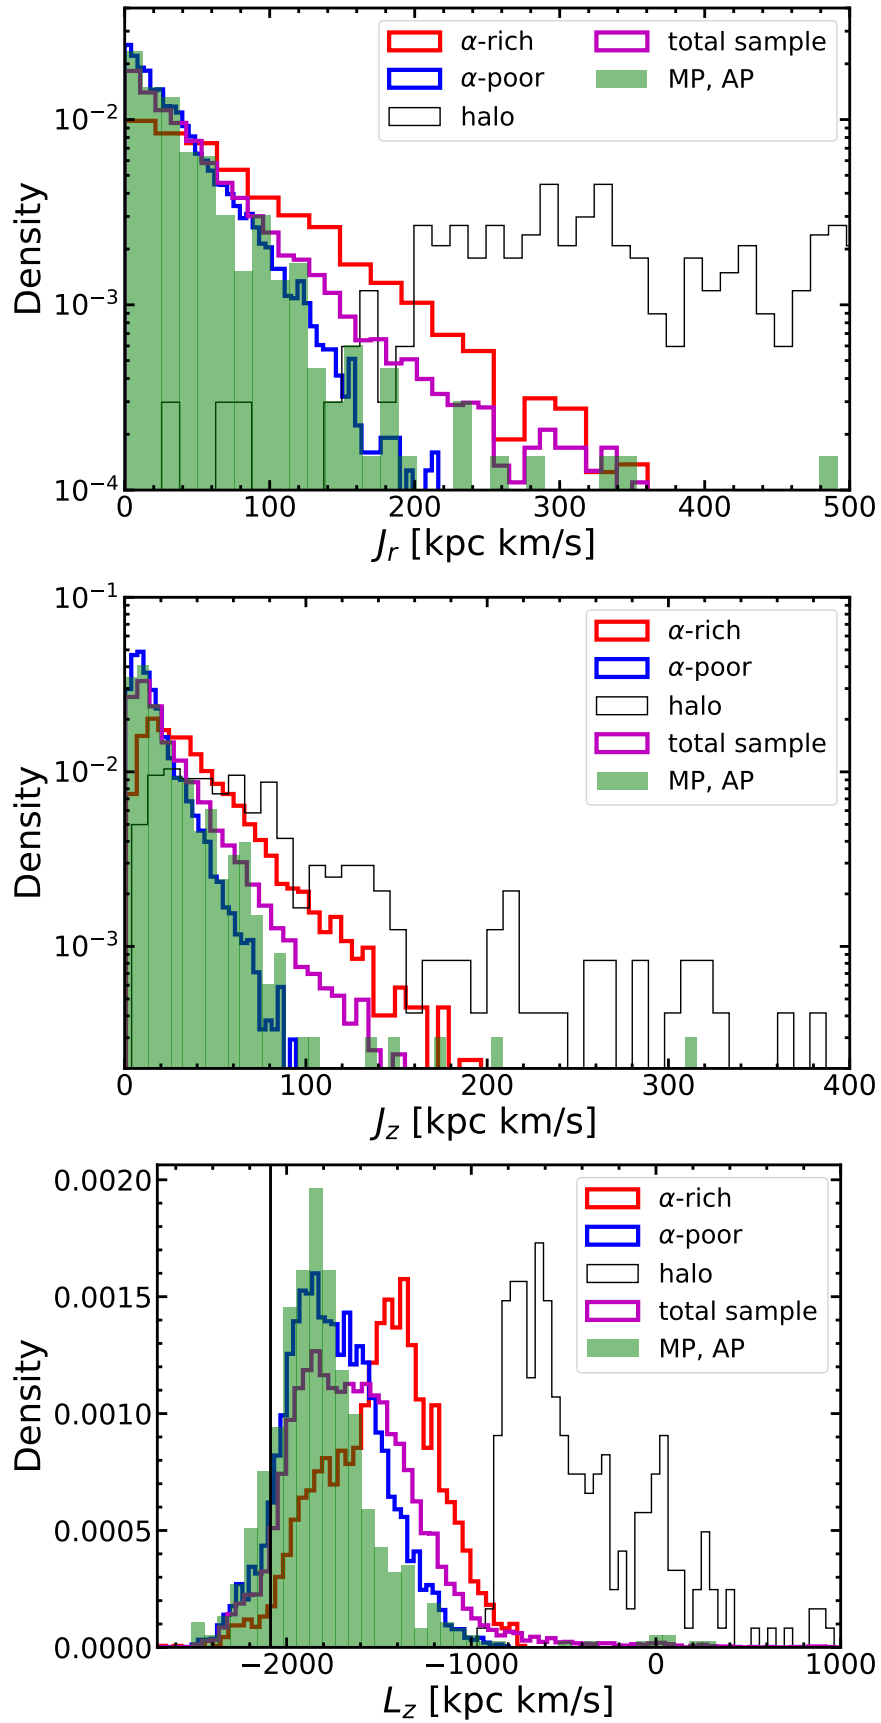 α-rich
α-poor
halo
total sample
MP, AP
10⁻²
10⁻³
10⁻⁴
Density
0 100 200 300 400 500
J_r [kpc km/s]
10⁻¹
α-rich
α-poor
halo
total sample
MP, AP
10⁻²
10⁻³
Density
0 100 200 300 400
J_z [kpc km/s]
0.0020
α-rich
α-poor
halo
total sample
MP, AP
0.0015
0.0010
0.0005
0.0000
Density
−2000 −1000 0 1000
L_z [kpc km/s]